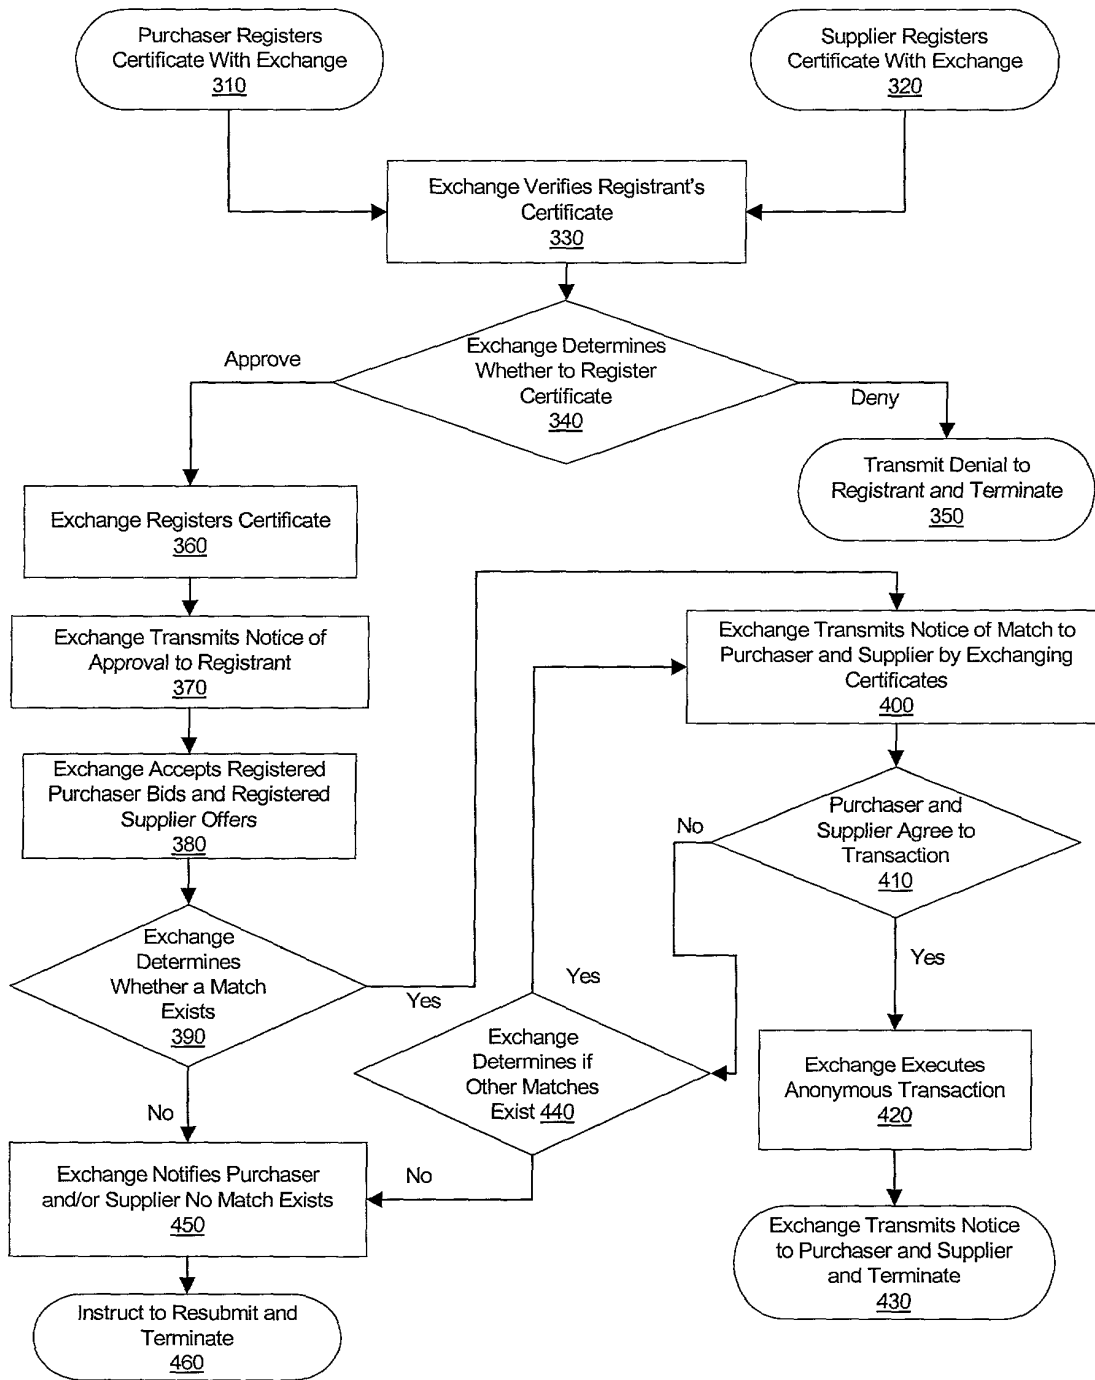 Purchaser Registers
Certificate With Exchange
310
Supplier Registers
Certificate With Exchange
320
Exchange Verifies Registrant's
Certificate
330
Exchange Determines
Whether to Register
Certificate
340
Approve
Deny
Transmit Denial to
Registrant and Terminate
350
Exchange Registers Certificate
360
Exchange Transmits Notice of
Approval to Registrant
370
Exchange Accepts Registered
Purchaser Bids and Registered
Supplier Offers
380
Exchange
Determines
Whether a Match
Exists
390
Yes
No
Exchange Transmits Notice of Match to
Purchaser and Supplier by Exchanging
Certificates
400
Purchaser and
Supplier Agree to
Transaction
410
No
Yes
Exchange
Determines if
Other Matches
Exist 440
Yes
No
Exchange Executes
Anonymous Transaction
420
Exchange Transmits Notice
to Purchaser and Supplier
and Terminate
430
Exchange Notifies Purchaser
and/or Supplier No Match Exists
450
Instruct to Resubmit and
Terminate
460